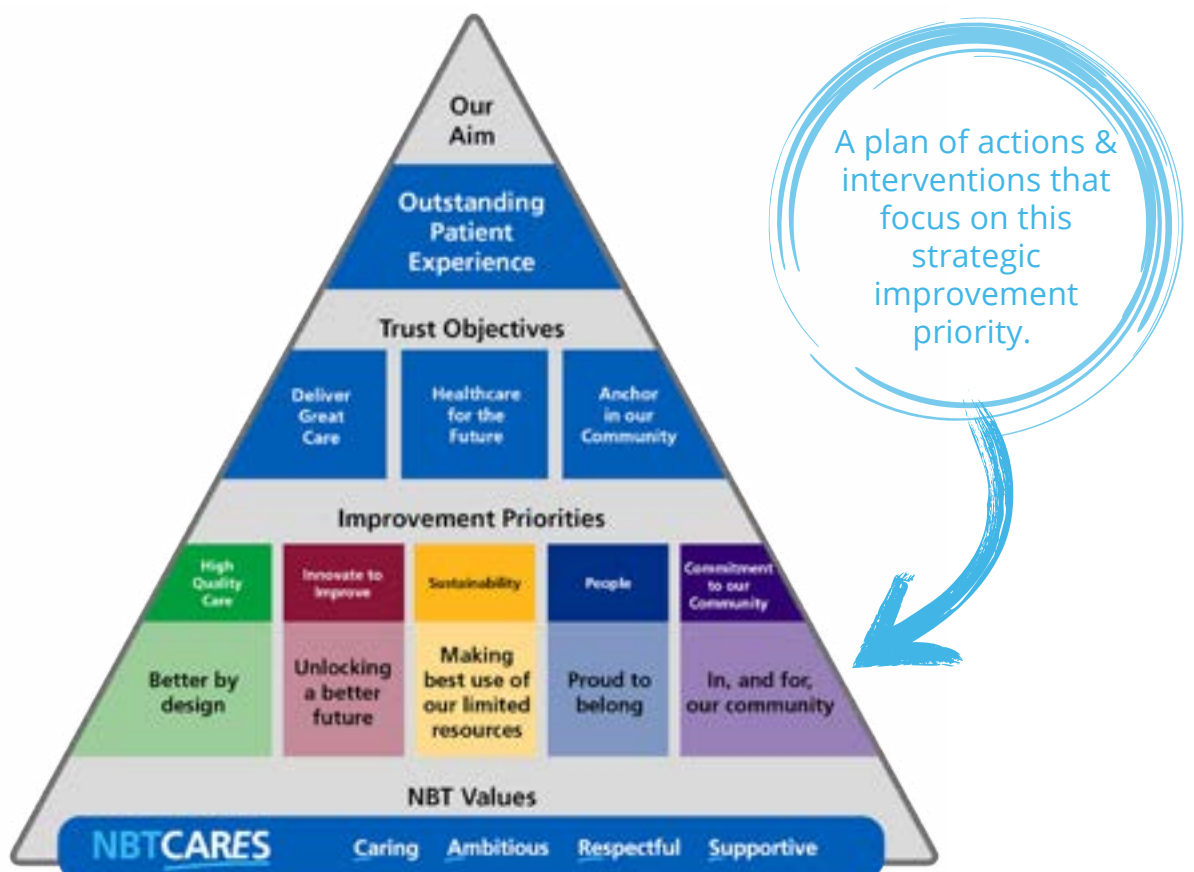 Our
Aim
Outstanding
Patient
Experience
Trust Objectives
Deliver
Great
Care
Healthcare
for the
Future
Anchor
in our
Community
Improvement Priorities
High
Quality
Care
Innovate to
Improve
Sustainability
People
Commitment
to our
Community
Better by
design
Unlocking
a better
future
Making
best use of
our limited
resources
Proud to
belong
In, and for,
our community
NBT Values
NBTCARES
Caring Ambitious Respectful Supportive
A plan of actions &
interventions that
focus on this
strategic
improvement
priority.